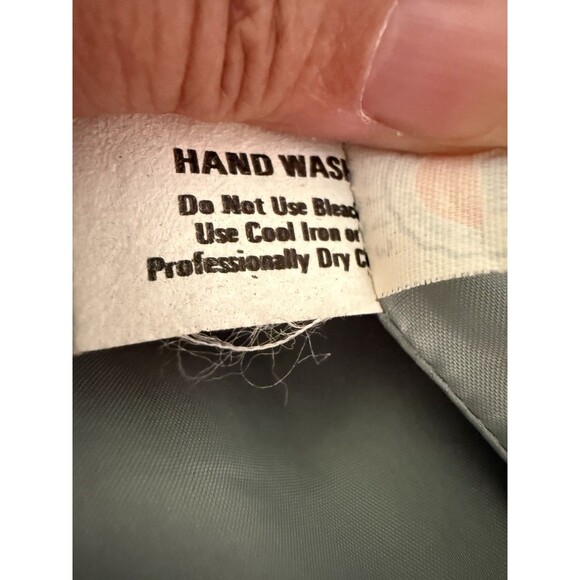 HAND WAS
Do Not Use Bleac
Use Cool Iron or
Professionally Dry C